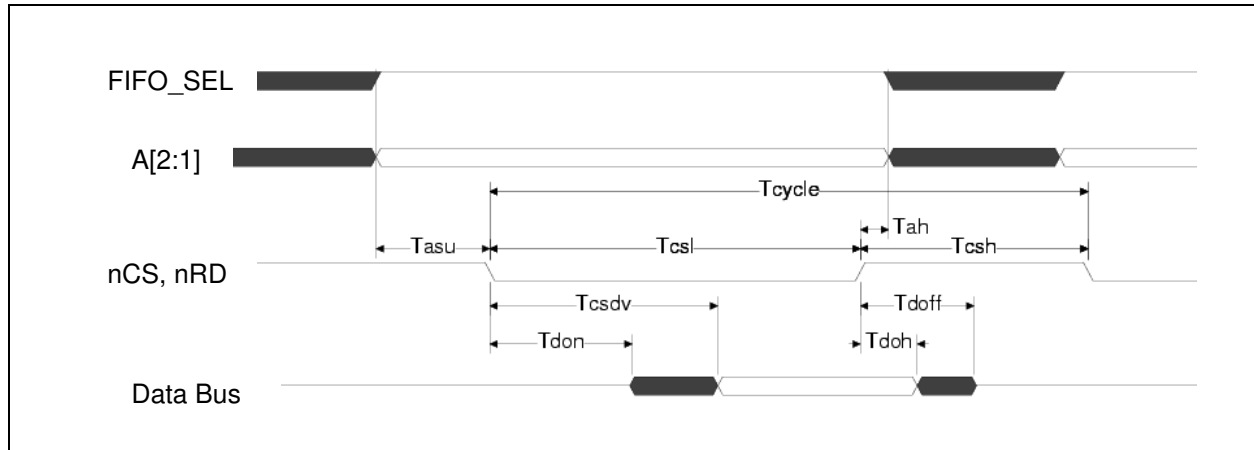 FIFO_SEL
A[2:1]
Tcycle
Tah
Tasu
Tcsl
Tcsh
nCS, nRD
Tcsdv
Tdoff
Tdon
Tdoh
Data Bus